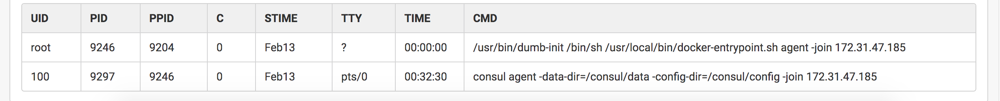 UID PID PPID C STIME TTY TIME CMD
root 9246 9204 0 Feb13 ? 00:00:00 /usr/bin/dumb-init /bin/sh /usr/local/bin/docker-entrypoint.sh agent -join 172.31.47.185
100 9297 9246 0 Feb13 pts/0 00:32:30 consul agent -data-dir=/consul/data -config-dir=/consul/config -join 172.31.47.185